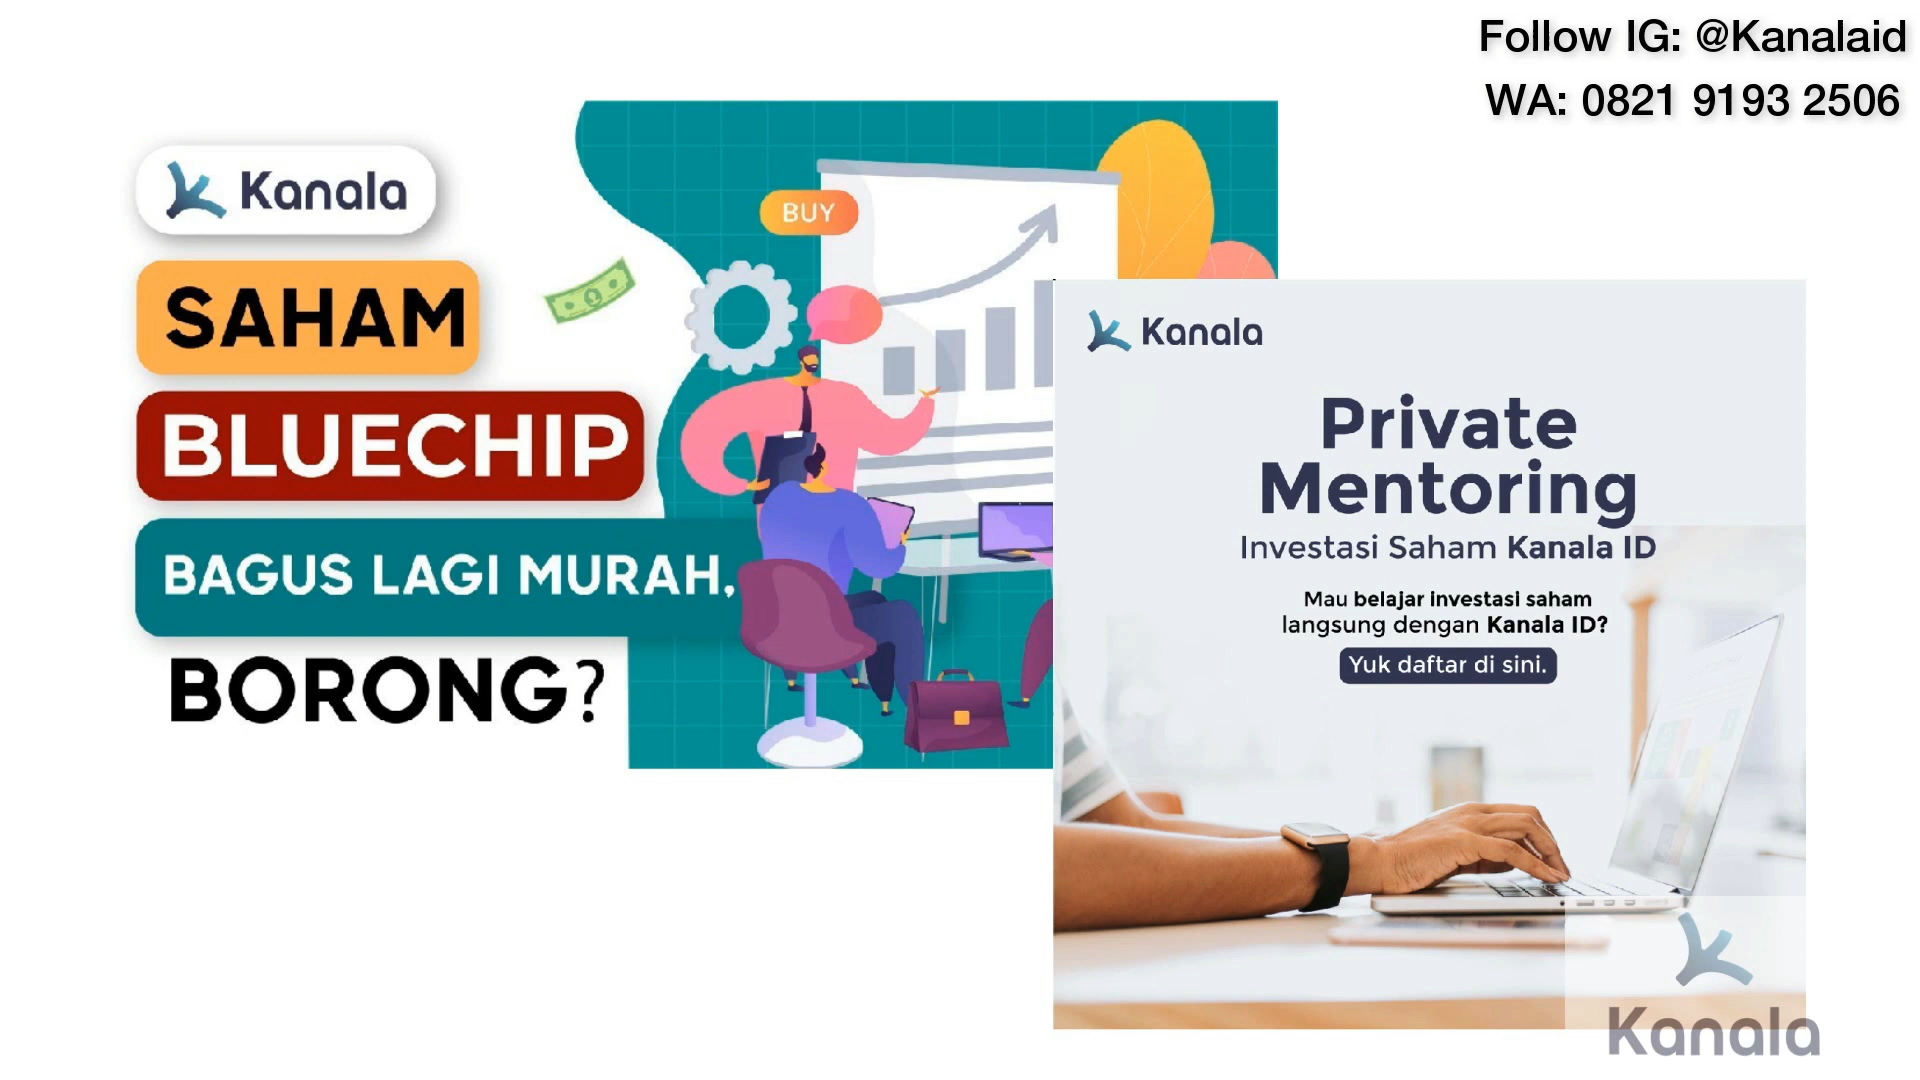 Follow IG: @Kanalaid
WA: 0821 9193 2506
Kanala
SAHAM
BLUECHIP
BAGUS LAGI MURAH,
BORONG?
BUY
Kanala
Private
Mentoring
Investasi Saham Kanala ID
Mau belajar investasi saham
langsung dengan Kanala ID?
Yuk daftar di sini.
Kanala